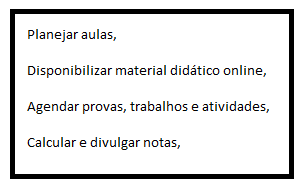 Planejar aulas,
Disponibilizar material didático online,
Agendar provas, trabalhos e atividades,
Calcular e divulgar notas,